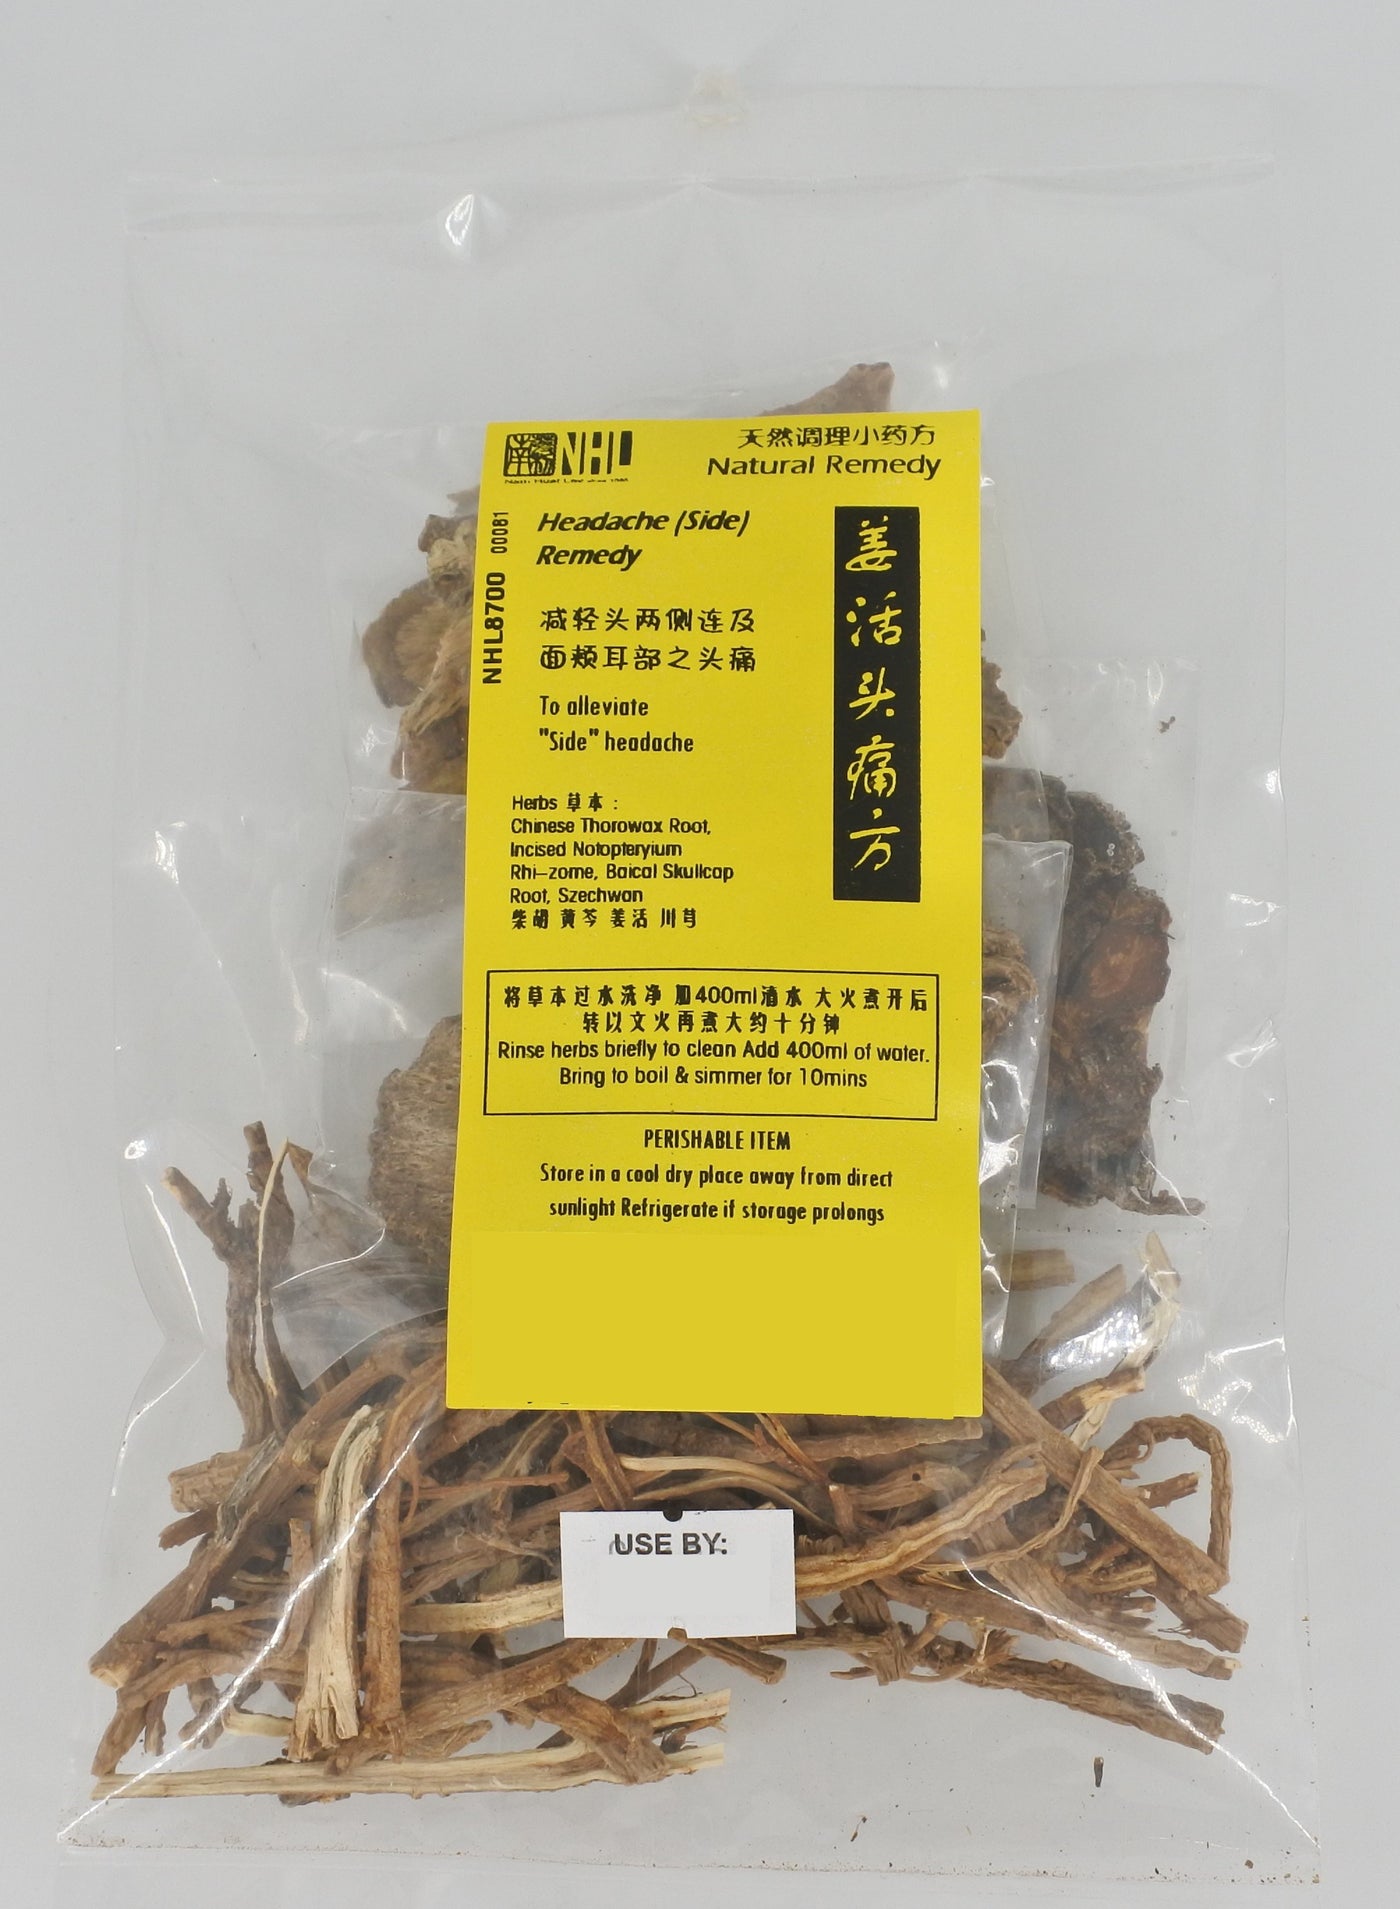 NHL
天然调理小药方
Natural Remedy
NHL8700 00081
Headache (Side)
Remedy
减轻头两侧连及
面颊耳部之头痛
To alleviate
"Side" headache
姜活头痛方
Herbs 草本 :
Chinese Thorowax Root,
Incised Notopteryium
Rhi-zome, Baical Skullcap
Root, Szechwan
柴胡 黄芩 姜活 川芎
将草本过水洗净 加400ml清水 大火煮开后
转以文火再煮大约十分钟
Rinse herbs briefly to clean Add 400ml of water.
Bring to boil & simmer for 10mins
PERISHABLE ITEM
Store in a cool dry place away from direct
sunlight Refrigerate if storage prolongs
USE BY: